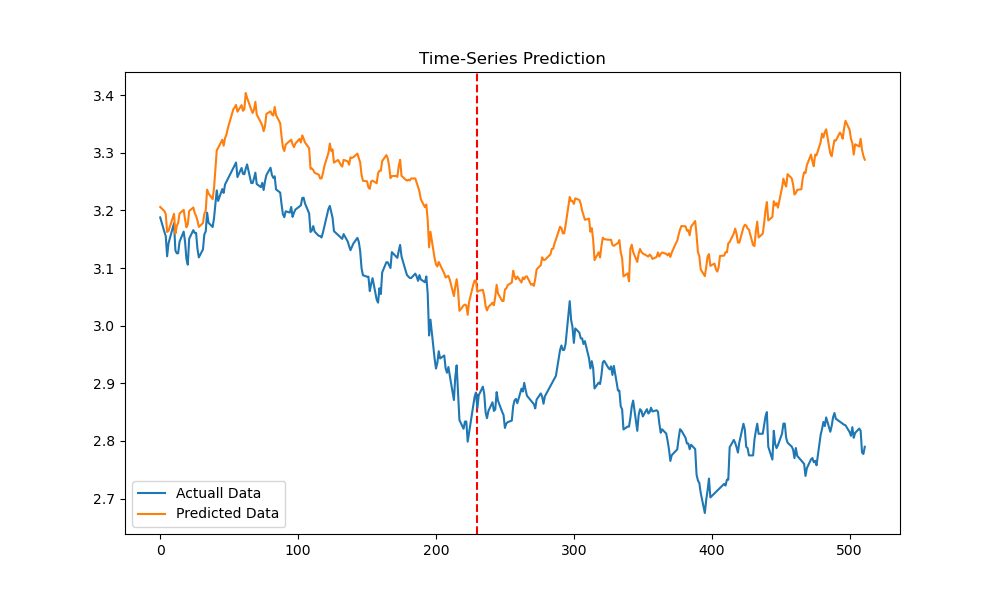 Time-Series Prediction
3.4
3.3
3.2
3.1
3.0
2.9
2.8
2.7
Actuall Data
Predicted Data
0 100 200 300 400 500